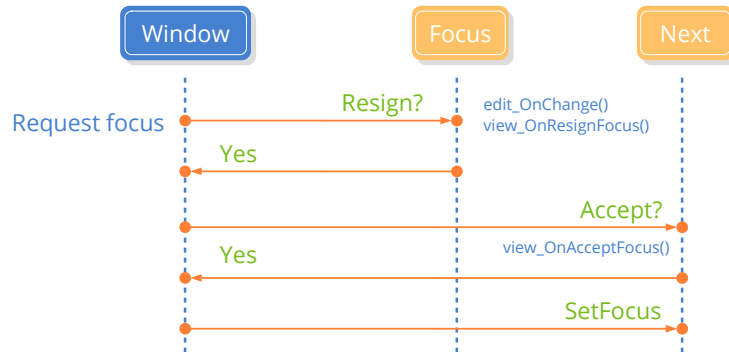 Window
Focus
Next
Resign?
edit_OnChange()
view_OnResignFocus()
Request focus
Yes
Accept?
view_OnAcceptFocus()
Yes
SetFocus